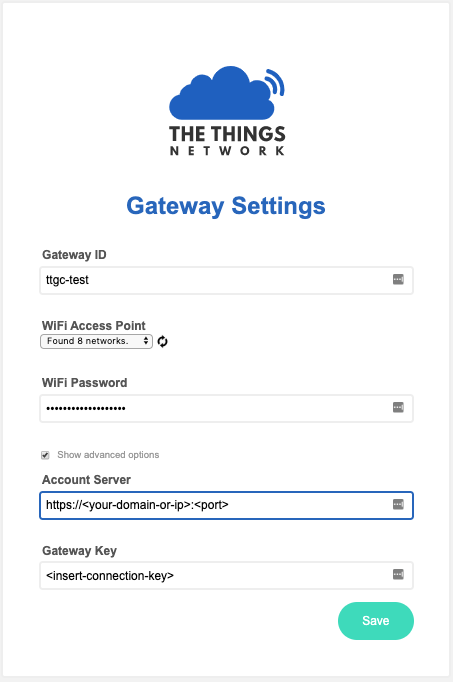 THE THINGS
NETWORK
Gateway Settings
Gateway ID
ttgc-test
WiFi Access Point
Found 8 networks.
WiFi Password
•••••••••••••••••••
Show advanced options
Account Server
https://<your-domain-or-ip>:<port>
Gateway Key
<insert-connection-key>
Save